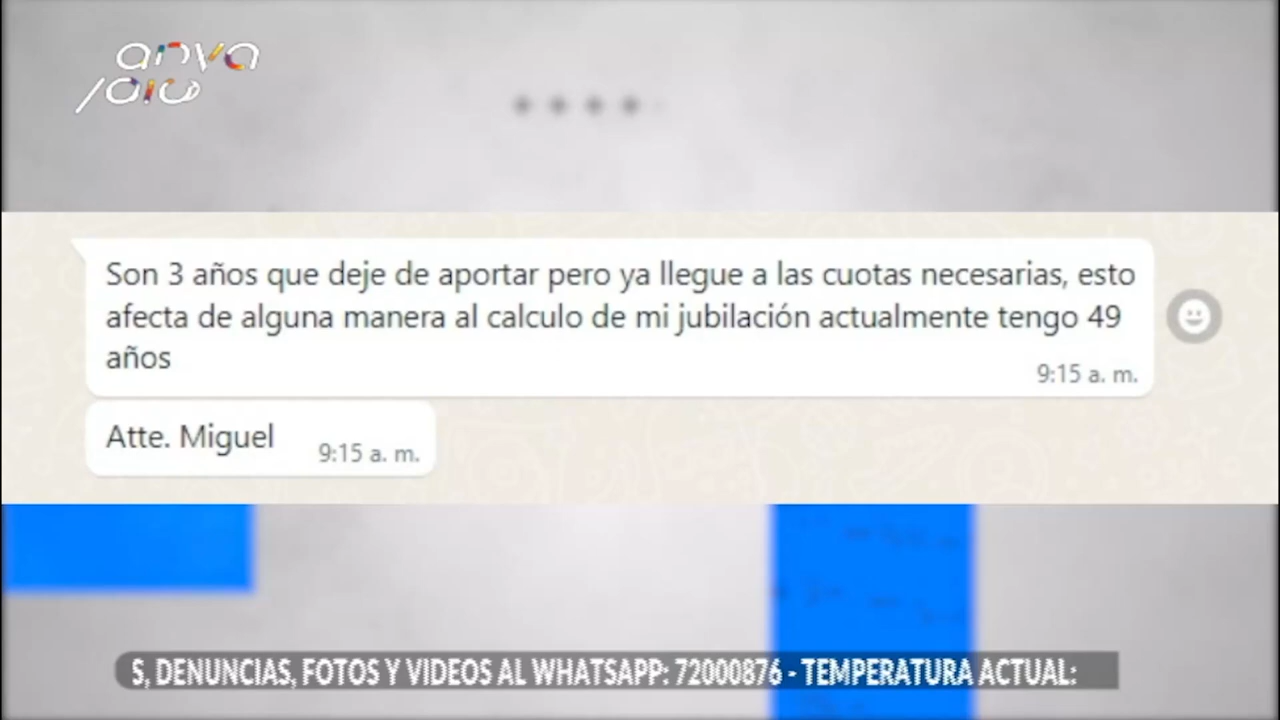 Son 3 años que deje de aportar pero ya llegue a las cuotas necesarias, esto
afecta de alguna manera al calculo de mi jubilación actualmente tengo 49
años
9:15 a. m.
Atte. Miguel
9:15 a. m.
S, DENUNCIAS, FOTOS Y VIDEOS AL WHATSAPP: 72000876 - TEMPERATURA ACTUAL: